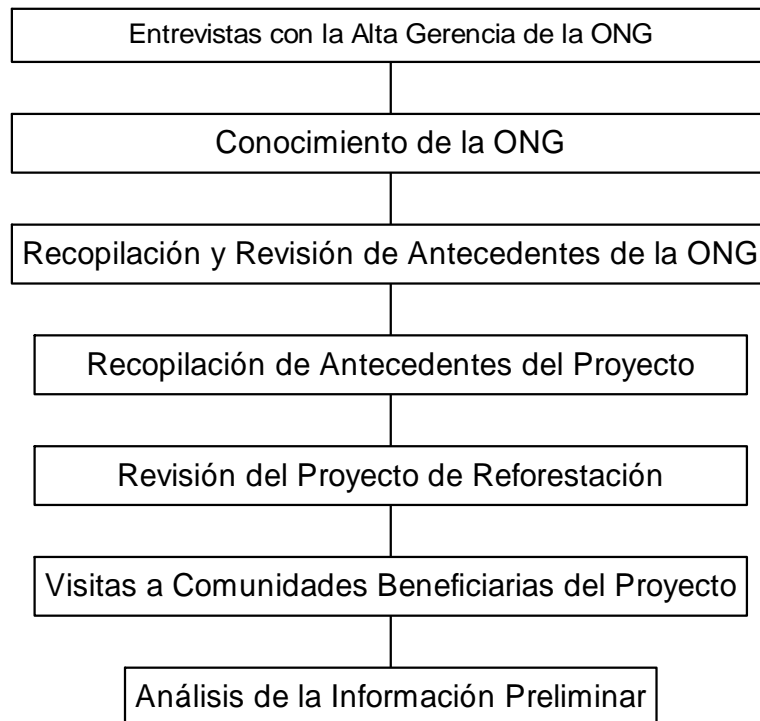 Entrevistas con la Alta Gerencia de la ONG
Conocimiento de la ONG
Recopilación y Revisión de Antecedentes de la ONG
Recopilación de Antecedentes del Proyecto
Revisión del Proyecto de Reforestación
Visitas a Comunidades Beneficiarias del Proyecto
Análisis de la Información Preliminar